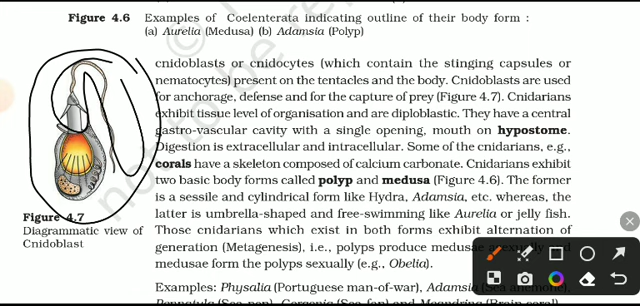 Figure 4.6 Examples of Coelenterata indicating outline of their body form :
(a) Aurelia (Medusa) (b) Adamsia (Polyp)
cnidoblasts or cnidocytes (which contain the stinging capsules or
nematocytes) present on the tentacles and the body. Cnidoblasts are used
for anchorage, defense and for the capture of prey (Figure 4.7). Cnidarians
exhibit tissue level of organisation and are diploblastic. They have a central
gastro-vascular cavity with a single opening, mouth on hypostome.
Digestion is extracellular and intracellular. Some of the cnidarians, e.g.,
corals have a skeleton composed of calcium carbonate. Cnidarians exhibit
two basic body forms called polyp and medusa (Figure 4.6). The former
is a sessile and cylindrical form like Hydra, Adamsia, etc. whereas, the
latter is umbrella-shaped and free-swimming like Aurelia or jelly fish.
Those cnidarians which exist in both forms exhibit alternation of
generation (Metagenesis), i.e., polyps produce medusae asexually and
medusae form the polyps sexually (e.g., Obelia).
Examples: Physalia (Portuguese man-of-war), Adamsia
Figure 4.7
Diagrammatic view of
Cnidoblast
not to be re